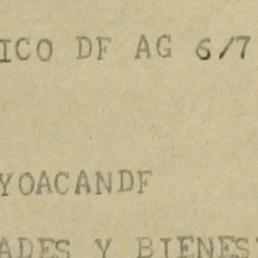 ICO DF AG 6/7
YOACANDF
ADES Y BIENES